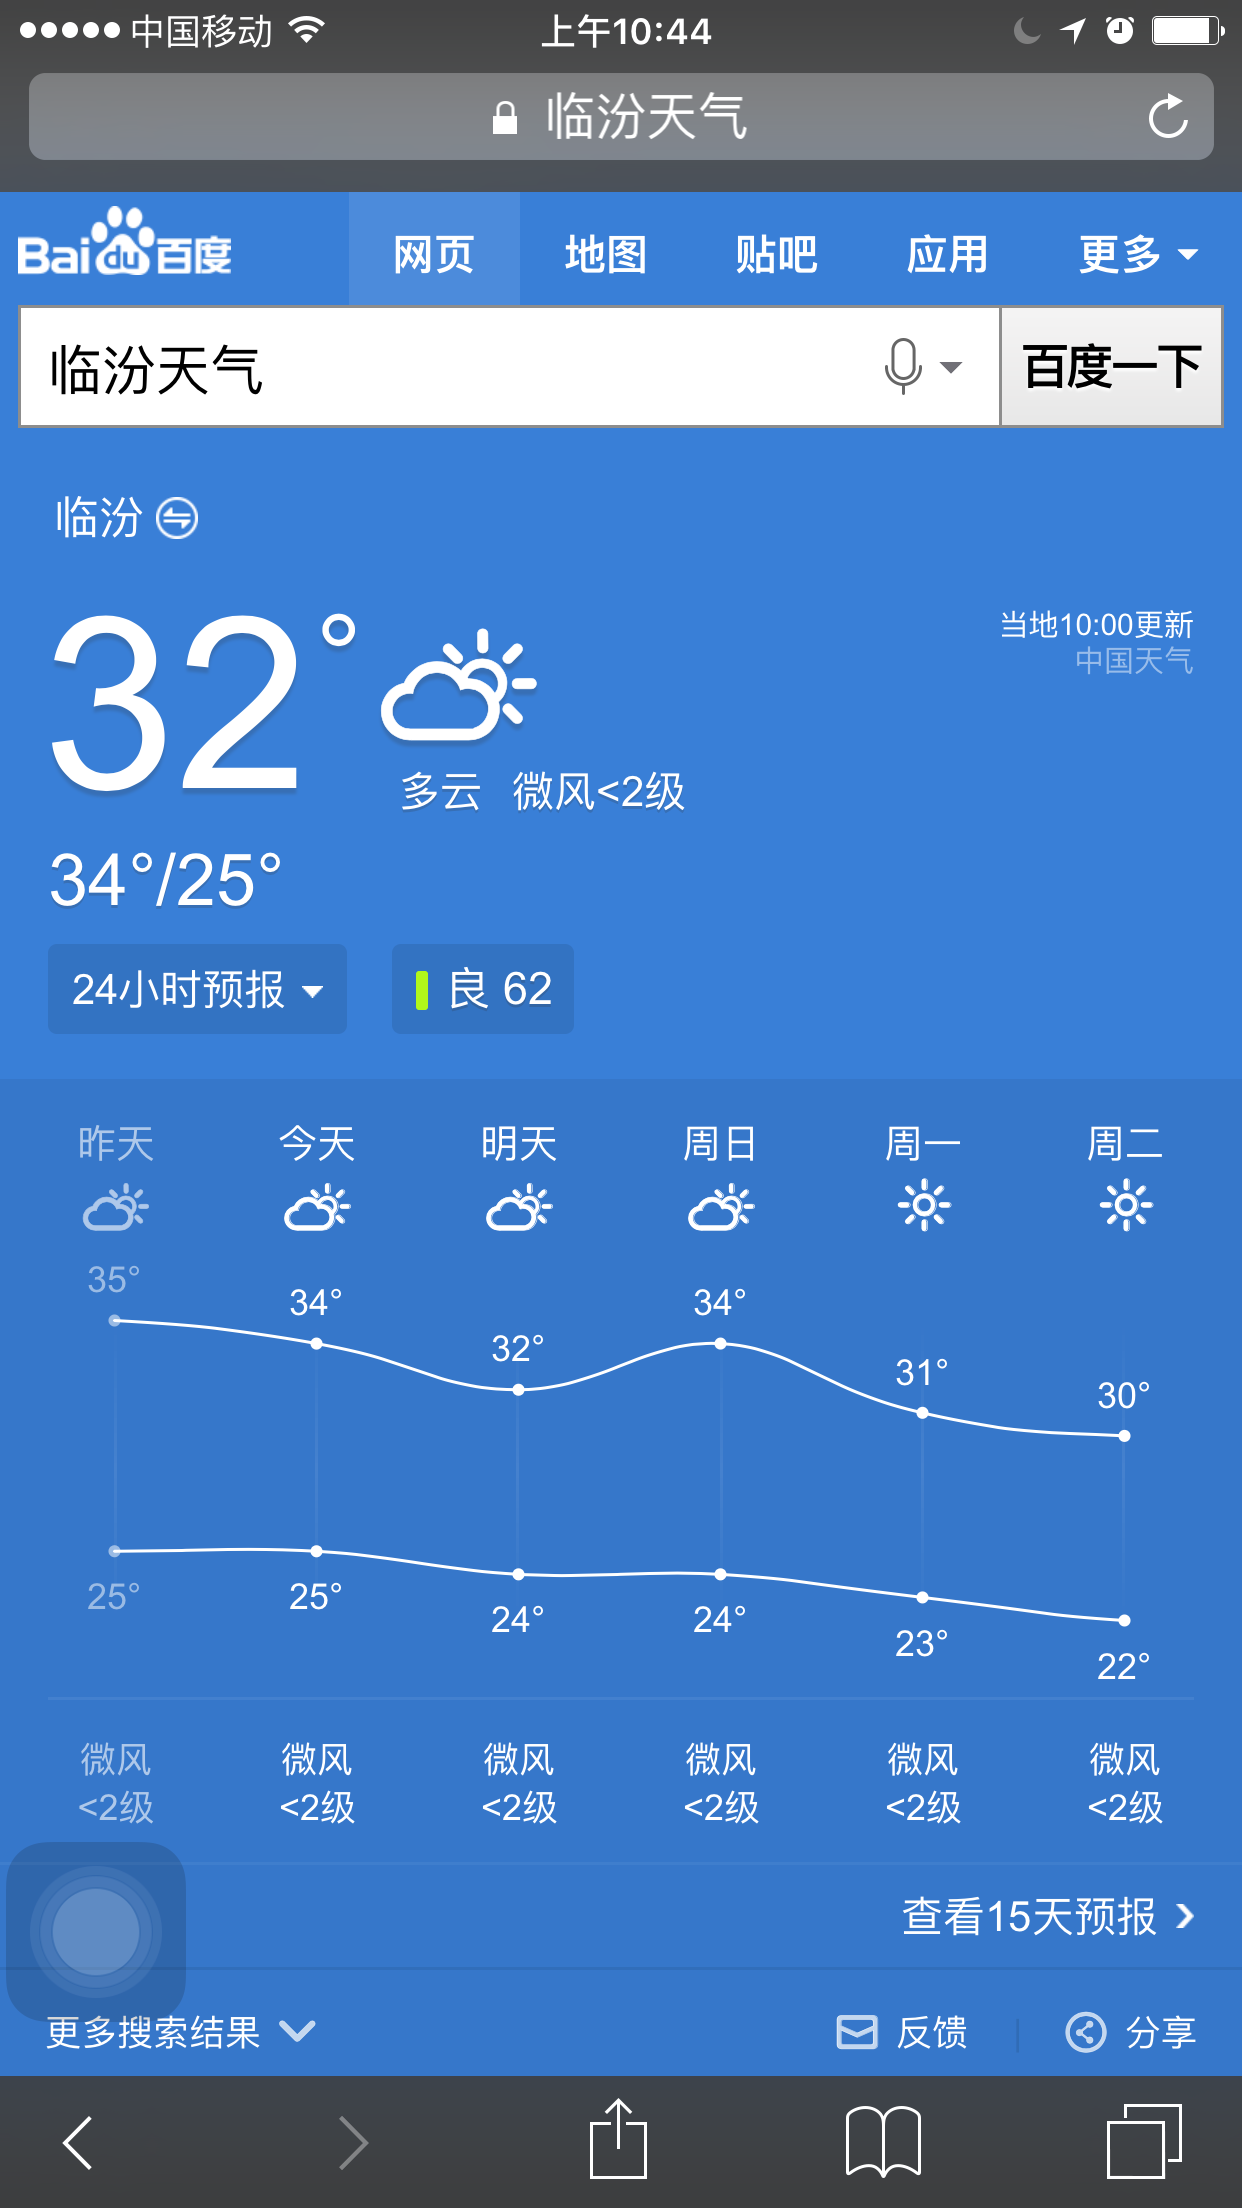 中国移动 上午10:44
临汾天气
Bai du 百度 网页 地图 贴吧 应用 更多
临汾天气 百度一下
临汾
32°
当地10:00更新
中国天气
多云 微风<2级
34°/25°
24小时预报 良 62
昨天 今天 明天 周日 周一 周二
35° 34° 32° 34° 31° 30°
25° 25° 24° 24° 23° 22°
微风 微风 微风 微风 微风 微风
<2级 <2级 <2级 <2级 <2级 <2级
查看15天预报
更多搜索结果 反馈 分享